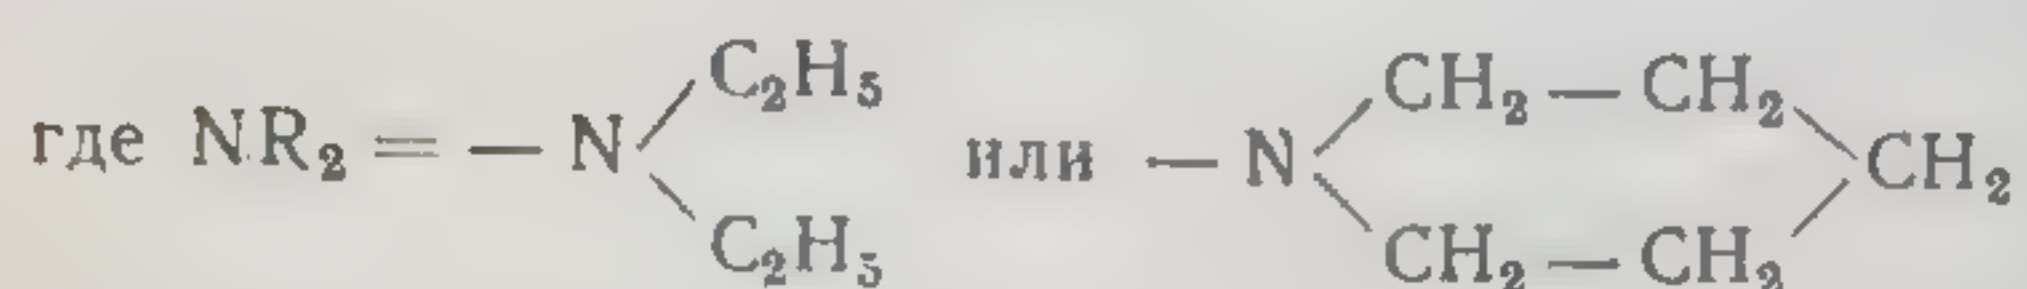 C₂H₅ CH₂ — CH₂
где NR₂ = — N или — N CH₂
C₂H₅ CH₂ — CH₂